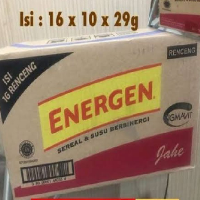 Isi : 16 x 10 x 29g
RENCENG
ISI
16 RENCENG
ENERGEN
SEREAL & SUSU BERENERGI
Jahe